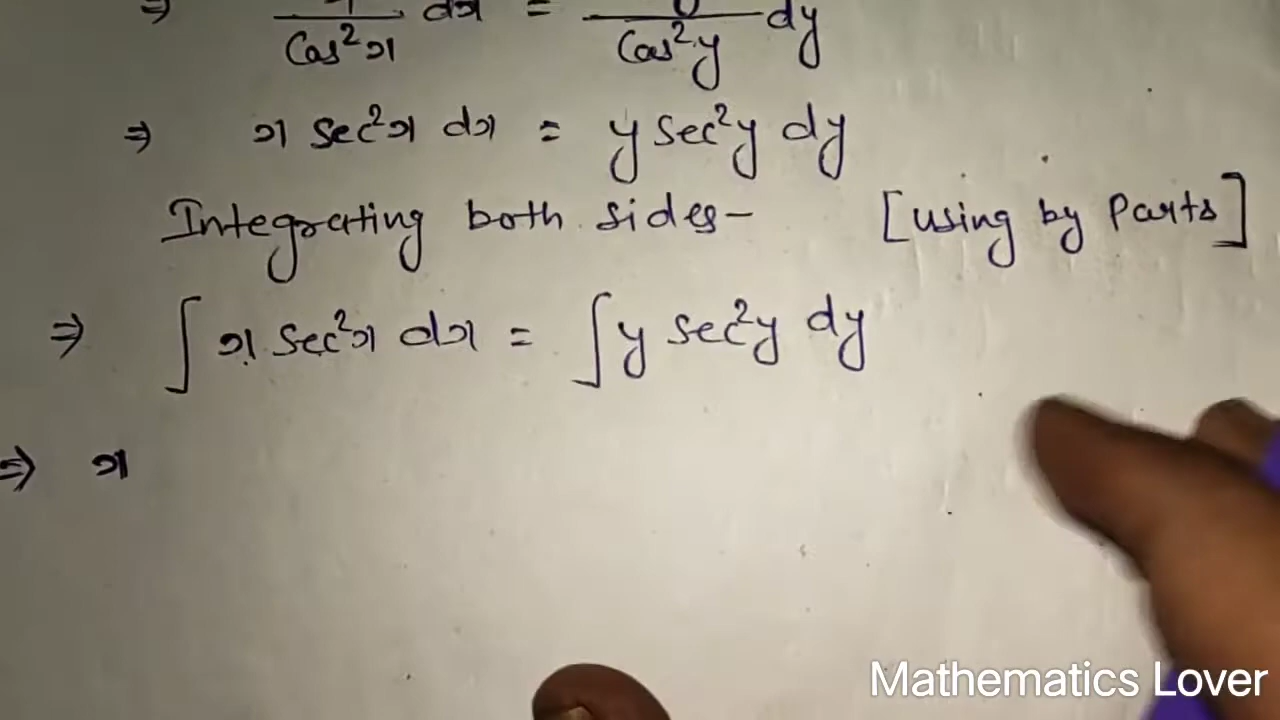 ⇒ /cos²x dx = /cos²y dy
⇒ x sec²x dx = y sec²y dy
Integrating both sides- [using by Parts]
⇒ ∫ x sec²x dx = ∫ y sec²y dy
⇒ x
Mathematics Lover